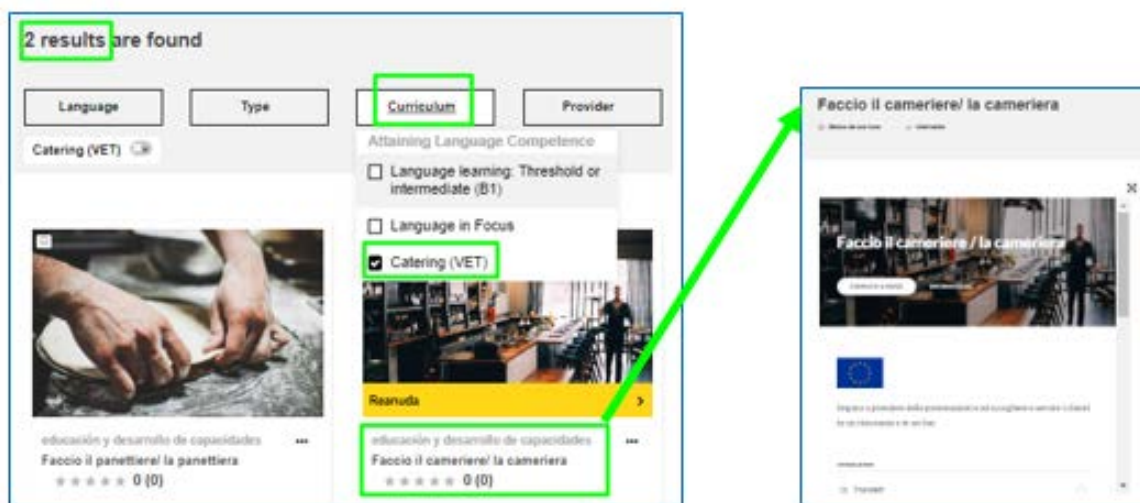 2 results are found
Language
Type
Curriculum
Provider
Catering (VET)
Attaining Language Competence
Language learning: Threshold or
intermediate (B1)
Language in Focus
Catering (VET)
Reanuda
educación y desarrollo de capacidades
Faccio il panettiere/ la panettiera
0 (0)
educación y desarrollo de capacidades
Faccio il cameriere/ la cameriera
0 (0)
Faccio il cameriere/ la cameriera
Faccio il cameriere / la cameriera